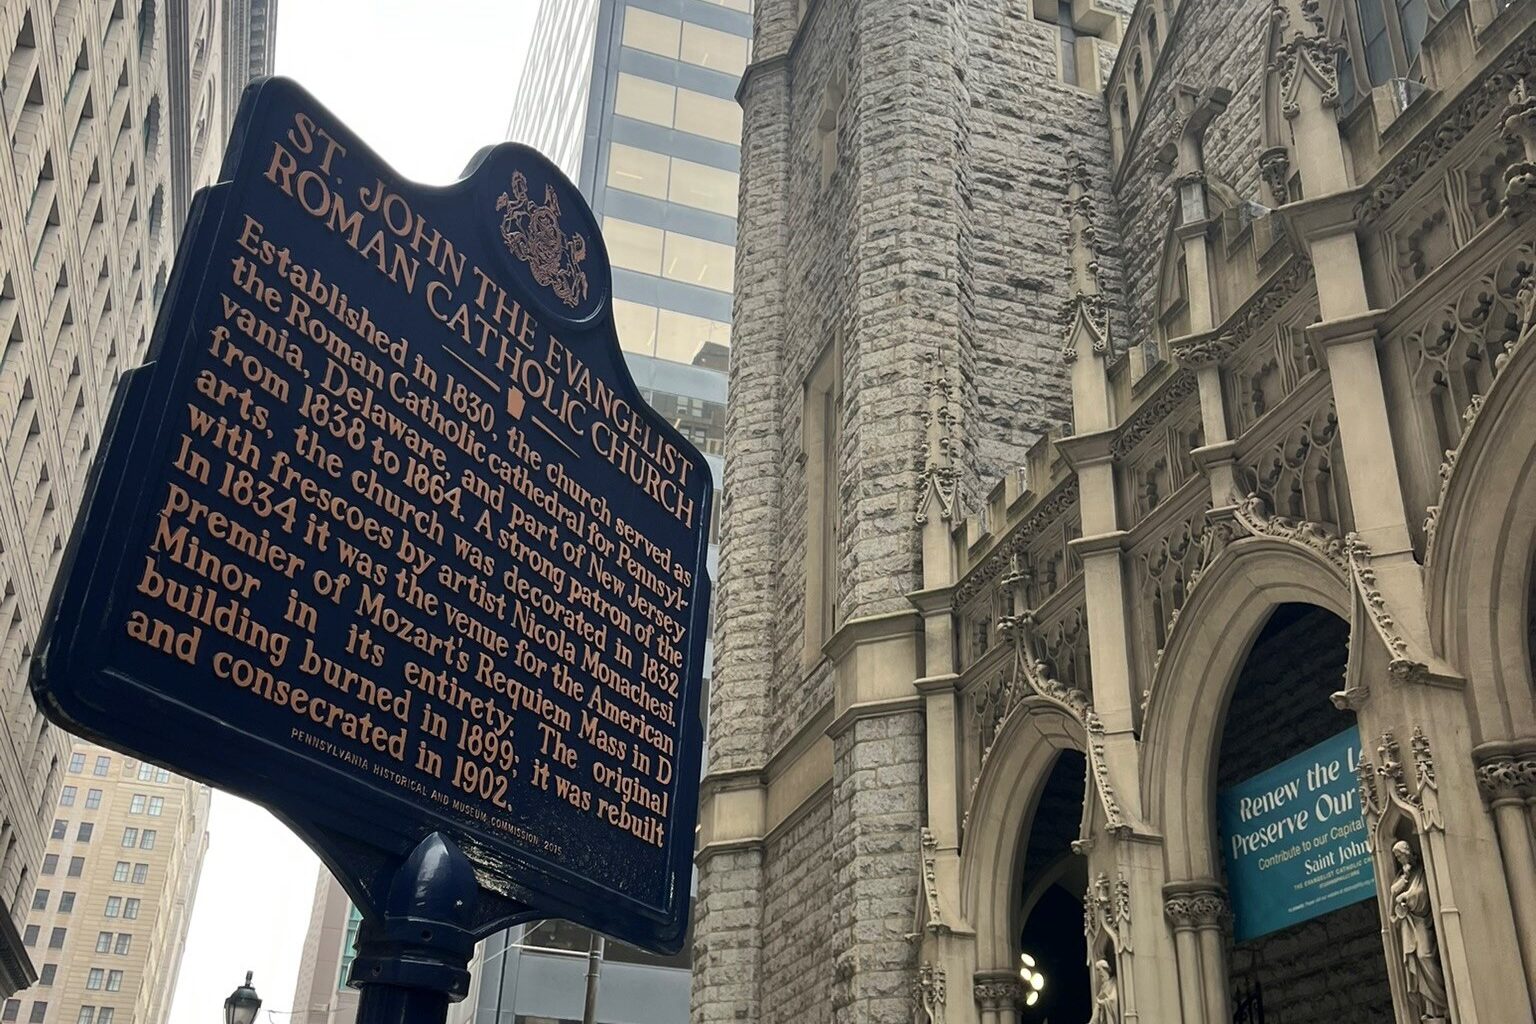 ST. JOHN THE EVANGELIST
ROMAN CATHOLIC CHURCH
Established in 1830, the church served as
the Roman Catholic cathedral for Pennsyl-
vania, Delaware, and part of New Jersey
from 1838 to 1864. A strong patron of the
arts, the church was decorated in 1832
with frescoes by artist Nicola Monachesi.
In 1834 it was the venue for the American
premier of Mozart's Requiem Mass in D
Minor in its entirety. The original
building burned in 1899; it was rebuilt
and consecrated in 1902.
PENNSYLVANIA HISTORICAL AND MUSEUM COMMISSION, 2015
Renew the
Preserve Our
Contribute to our Capital
Saint John
THE EVANGELIST CATHOLIC